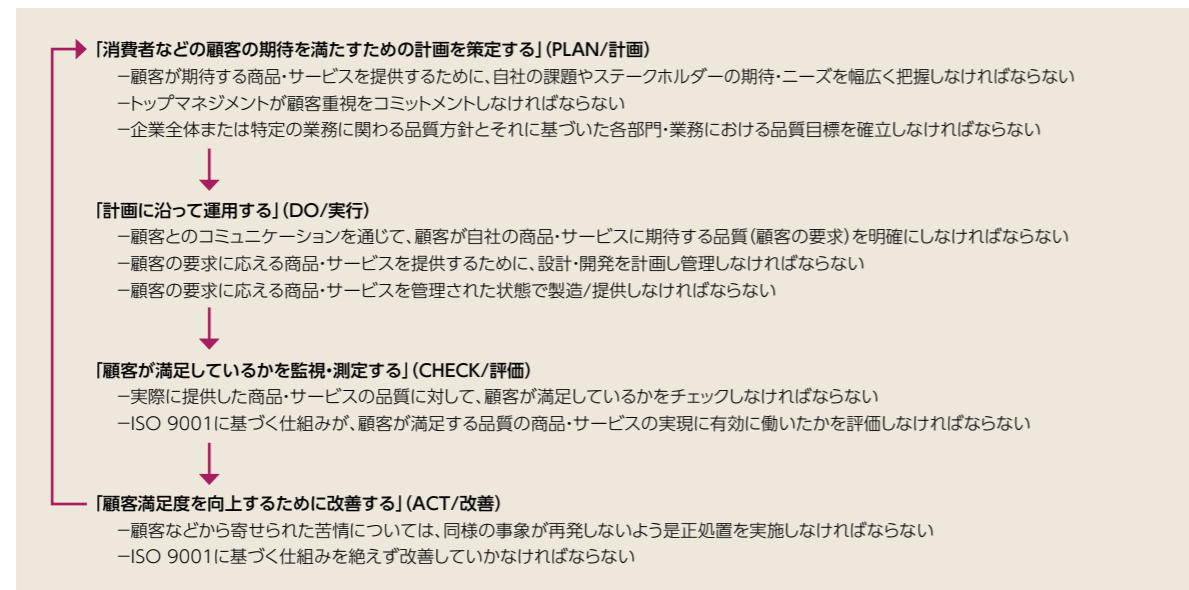 「消費者などの顧客の期待を満たすための計画を策定する」(PLAN/計画)
－顧客が期待する商品・サービスを提供するために、自社の課題やステークホルダーの期待・ニーズを幅広く把握しなければならない
－トップマネジメントが顧客重視をコミットメントしなければならない
－企業全体または特定の業務に関わる品質方針とそれに基づいた各部門・業務における品質目標を確立しなければならない
「計画に沿って運用する」(DO/実行)
－顧客とのコミュニケーションを通じて、顧客が自社の商品・サービスに期待する品質(顧客の要求)を明確にしなければならない
－顧客の要求に応える商品・サービスを提供するために、設計・開発を計画し管理しなければならない
－顧客の要求に応える商品・サービスを管理された状態で製造/提供しなければならない
「顧客が満足しているかを監視・測定する」(CHECK/評価)
－実際に提供した商品・サービスの品質に対して、顧客が満足しているかをチェックしなければならない
－ISO 9001に基づく仕組みが、顧客が満足する品質の商品・サービスの実現に有効に働いたかを評価しなければならない
「顧客満足度を向上するために改善する」(ACT/改善)
－顧客などから寄せられた苦情については、同様の事象が再発しないよう是正処置を実施しなければならない
－ISO 9001に基づく仕組みを絶えず改善していかなければならない